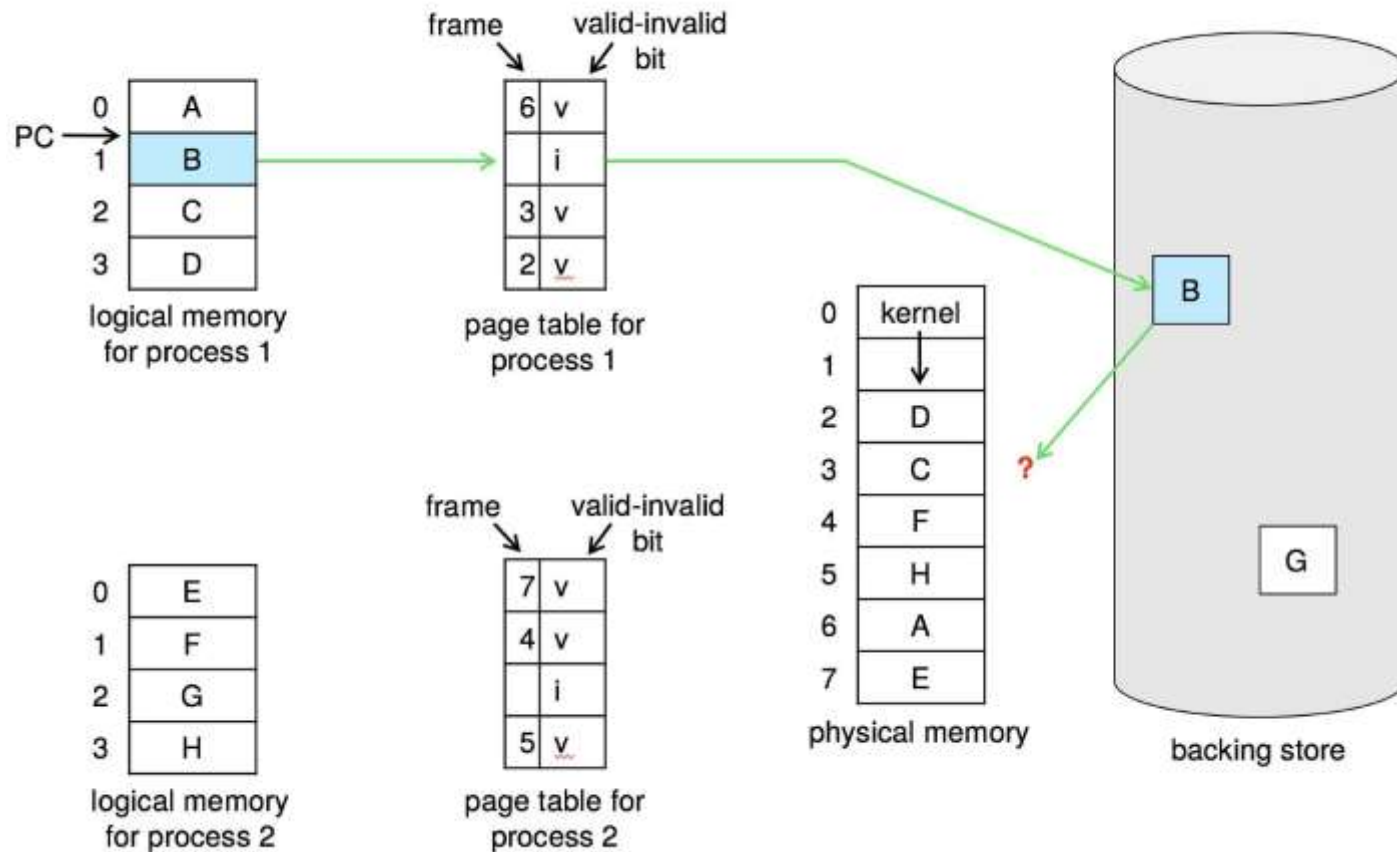 frame
valid-invalid
bit
0 A 6 v
PC
1 B i
2 C 3 v
3 D 2 v
logical memory
for process 1
page table for
process 1
B
0 kernel
1
2 D
3 C ?
4 F
5 H
6 A
7 E
physical memory
G
backing store
frame
valid-invalid
bit
0 E 7 v
1 F 4 v
2 G i
3 H 5 v
logical memory
for process 2
page table for
process 2